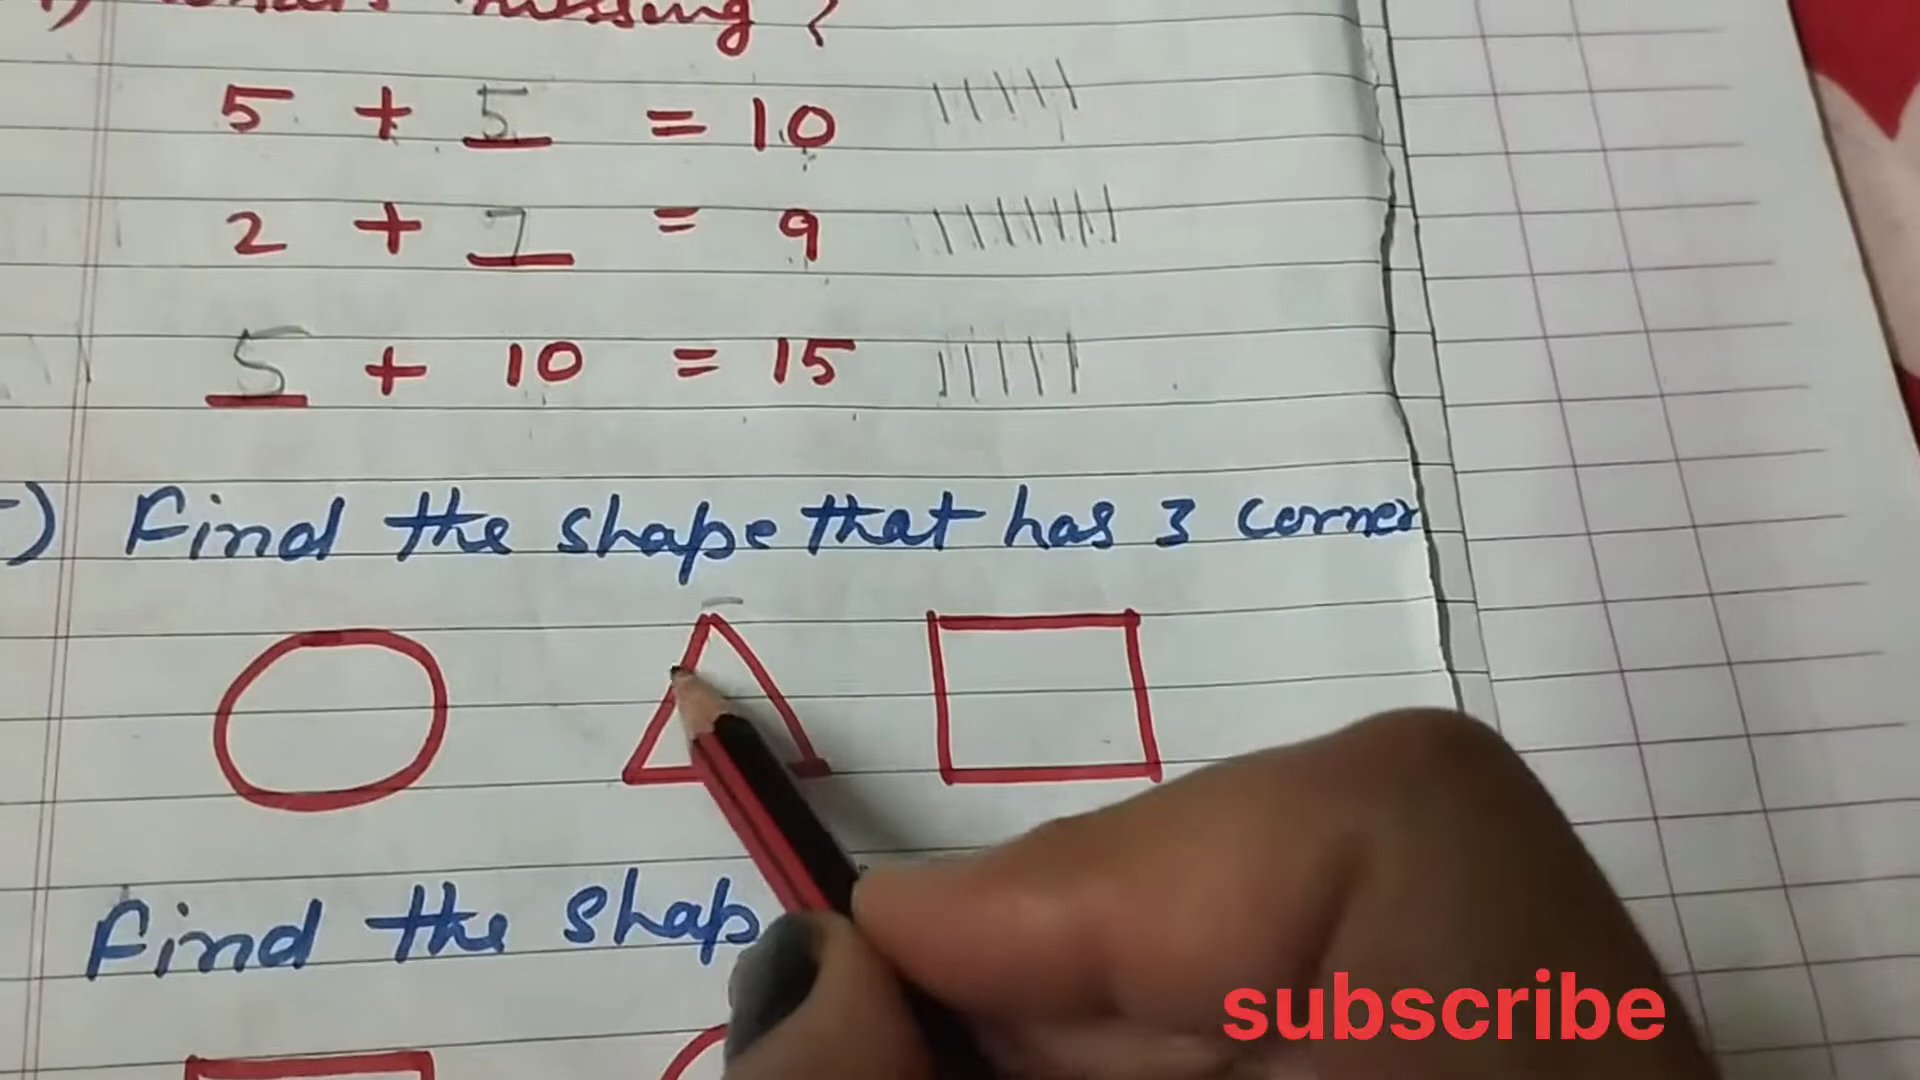 missing?
5 + 5 = 10
2 + 7 = 9
5 + 10 = 15
) Find the shape that has 3 corner
Find the shap
subscribe